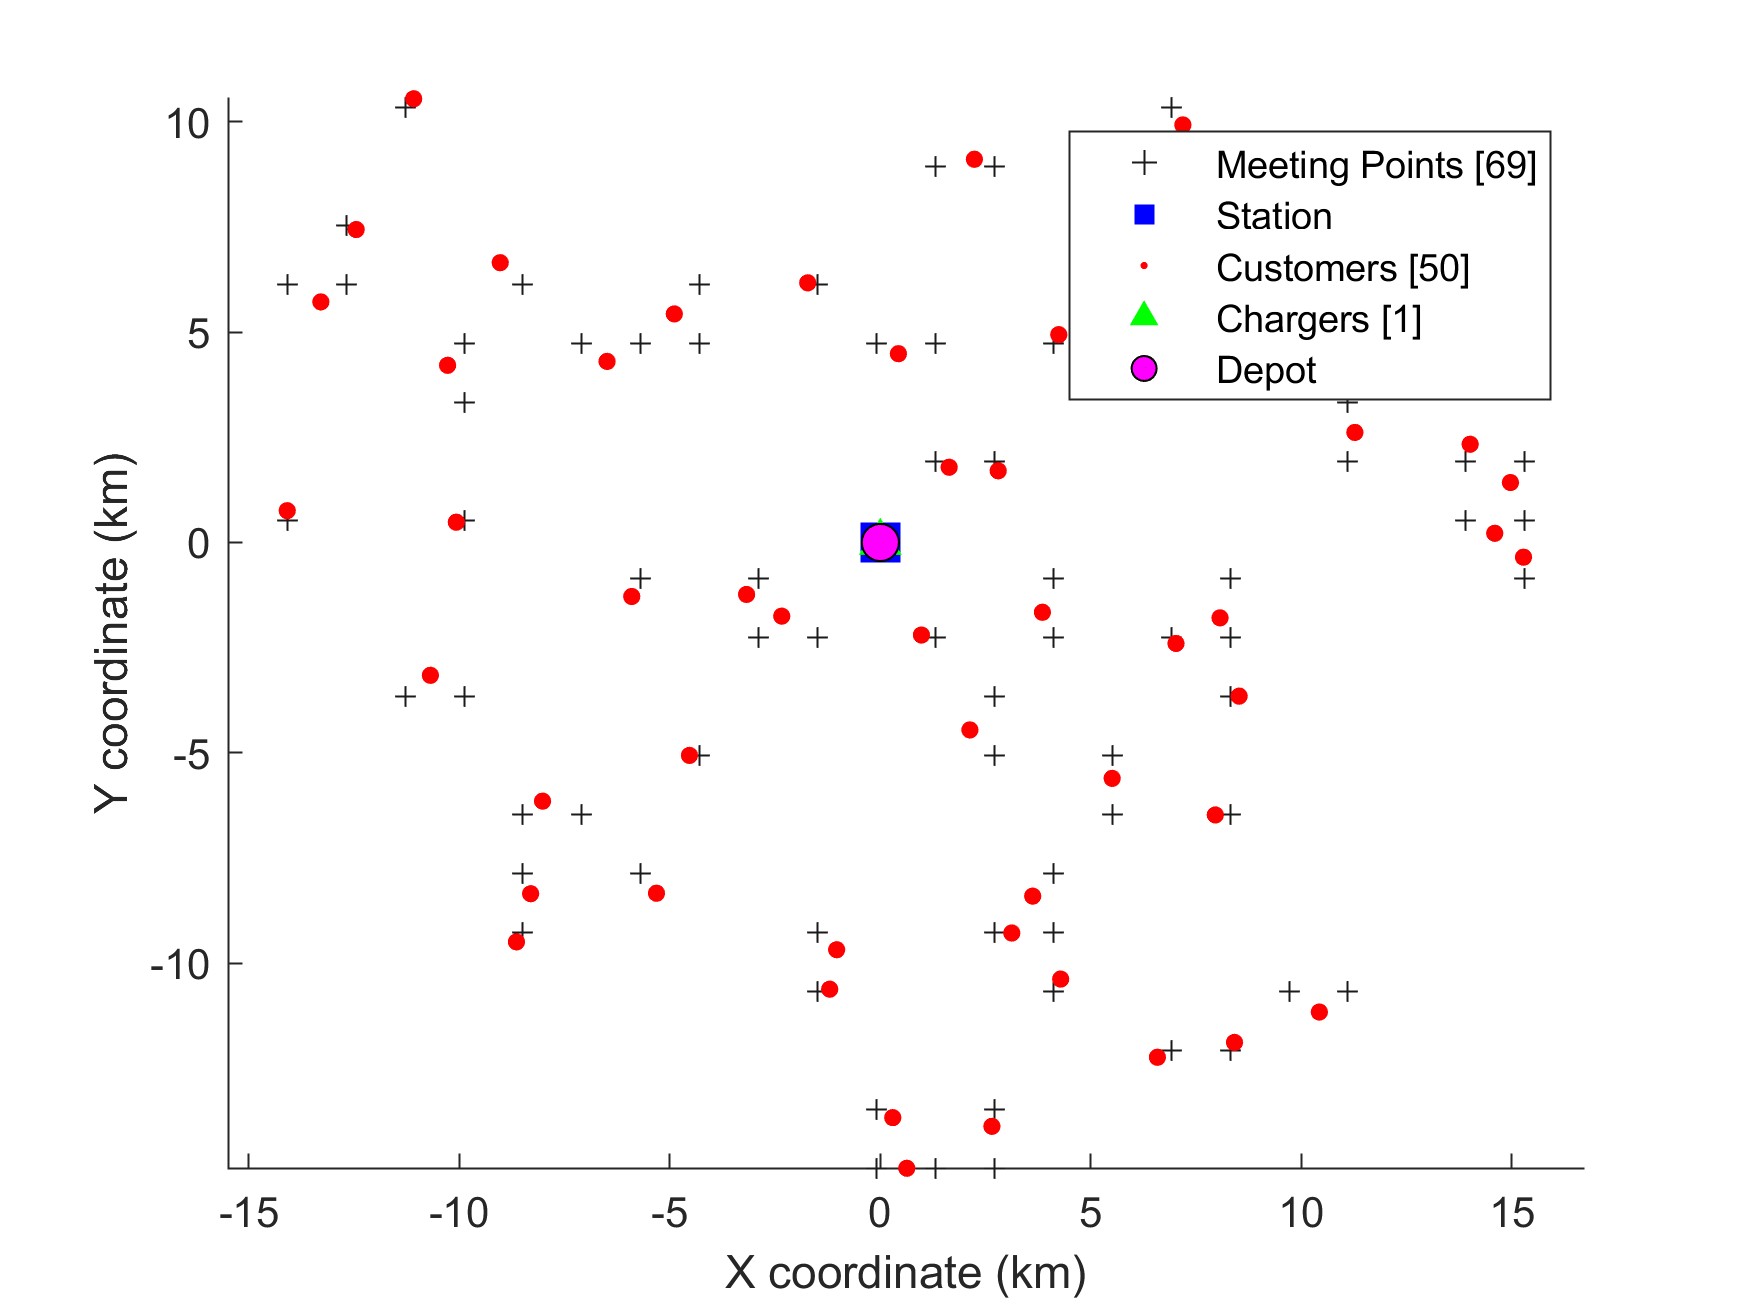 10
5
0
-5
-10
-15
-10
-5
0
5
10
15
Y coordinate (km)
X coordinate (km)
Meeting Points [69]
Station
Customers [50]
Chargers [1]
Depot